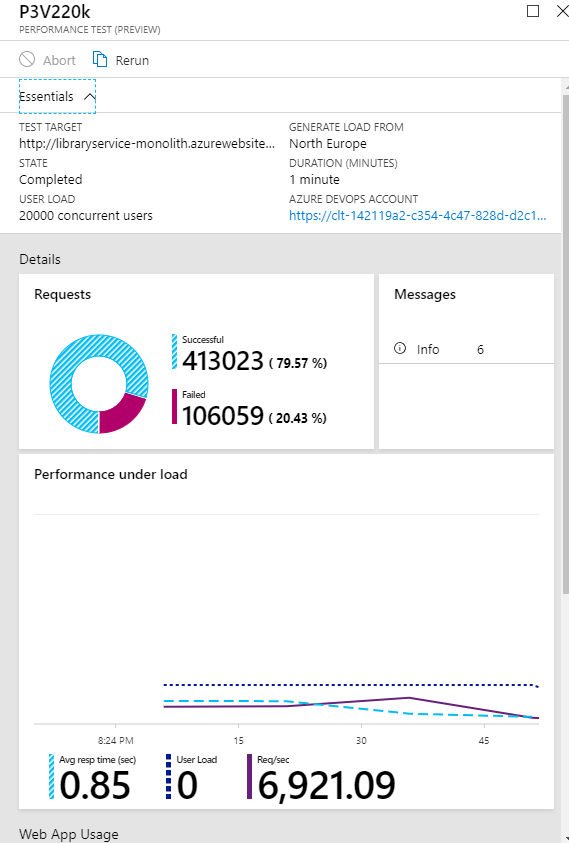 P3V220k
PERFORMANCE TEST (PREVIEW)
Abort Rerun
Essentials
TEST TARGET GENERATE LOAD FROM
http://libraryservice-monolith.azurewebsite... North Europe
STATE DURATION (MINUTES)
Completed 1 minute
USER LOAD AZURE DEVOPS ACCOUNT
20000 concurrent users https://clt-142119a2-c354-4c47-828d-d2c1...
Details
Requests Messages
Successful
413023 ( 79.57 %)
Info 6
Failed
106059 ( 20.43 %)
Performance under load
8:24 PM 15 30 45
Avg resp time (sec) User Load Req/sec
0.85 0 6,921.09
Web App Usage